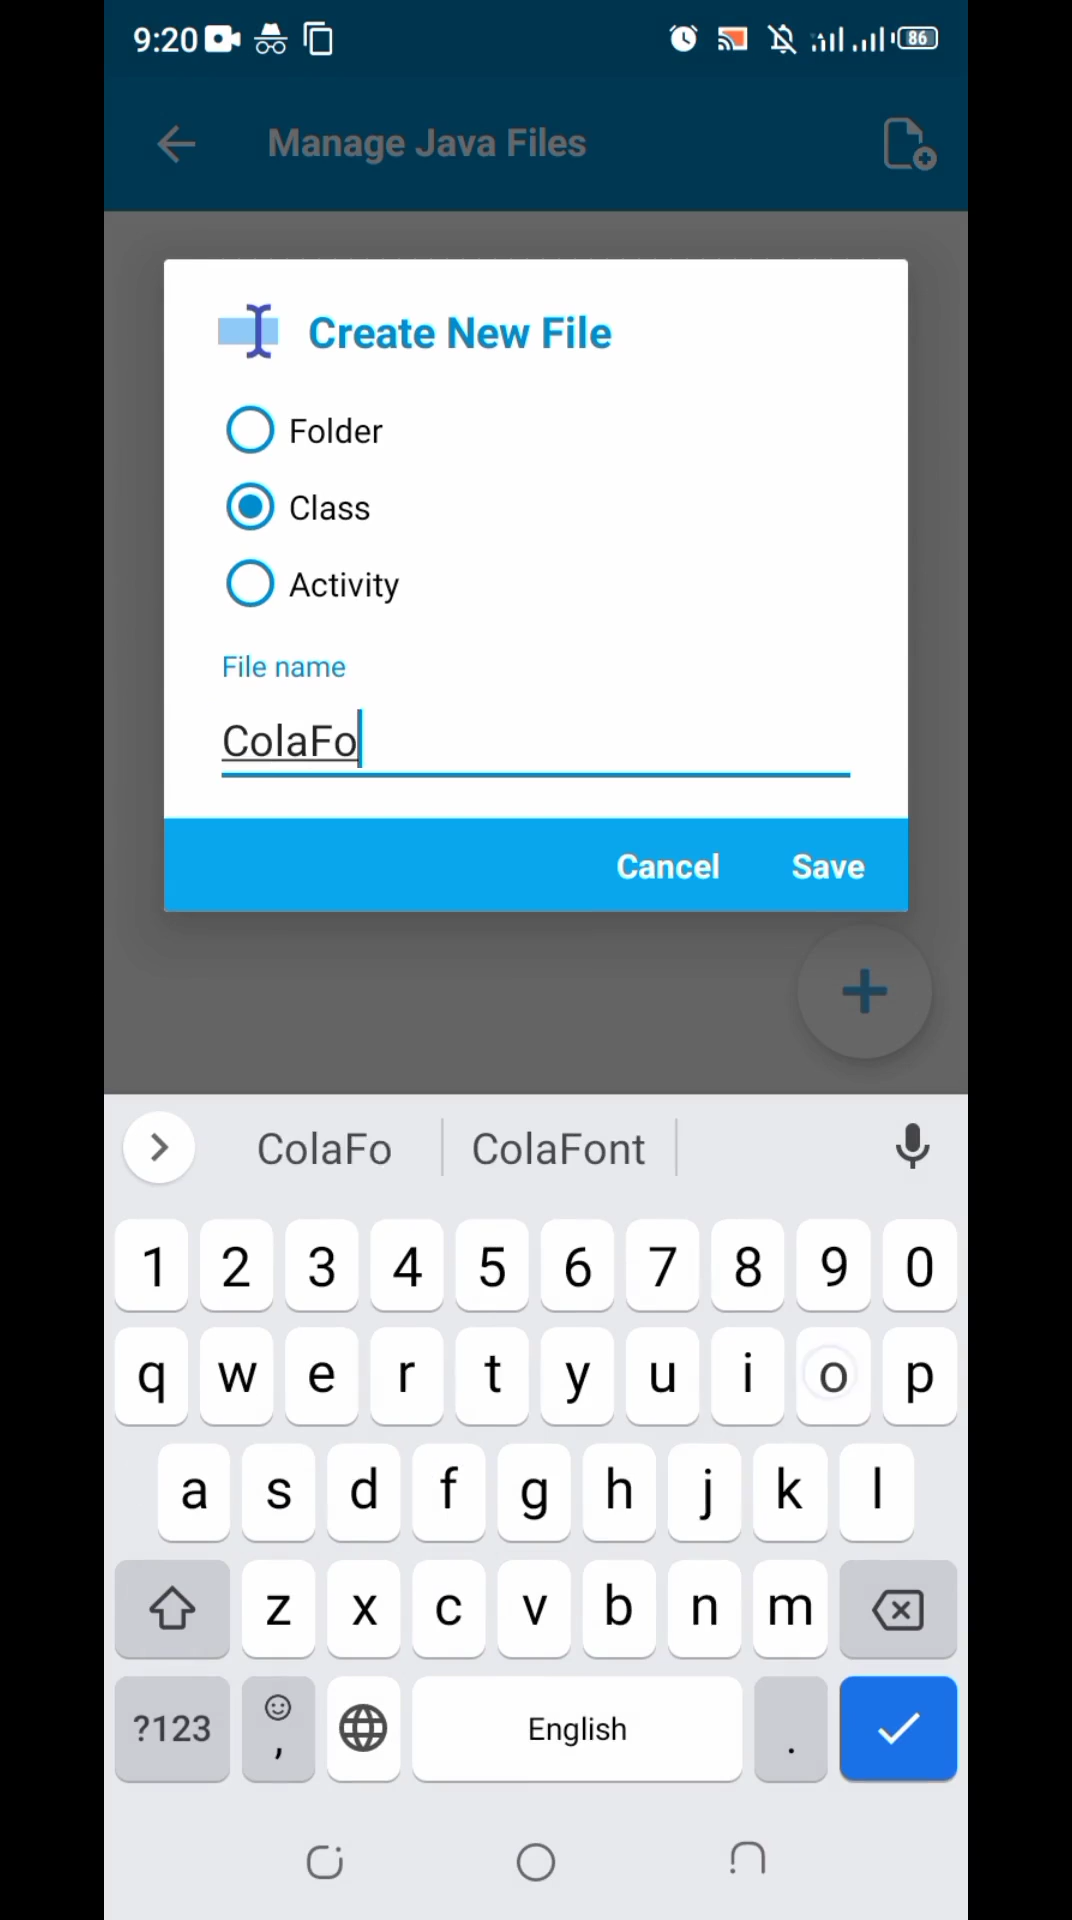 9:20 86
Manage Java Files
Create New File
Folder
Class
Activity
File name
ColaFo
Cancel Save
ColaFo ColaFont
1 2 3 4 5 6 7 8 9 0
q w e r t y u i o p
a s d f g h j k l
z x c v b n m
?123 , English .